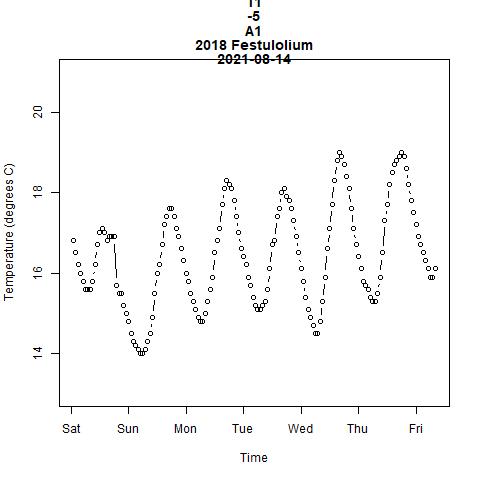 T1
-5
A1
2018 Festulolium
2021-08-14
Temperature (degrees C)
20
18
16
14
Sat Sun Mon Tue Wed Thu Fri
Time